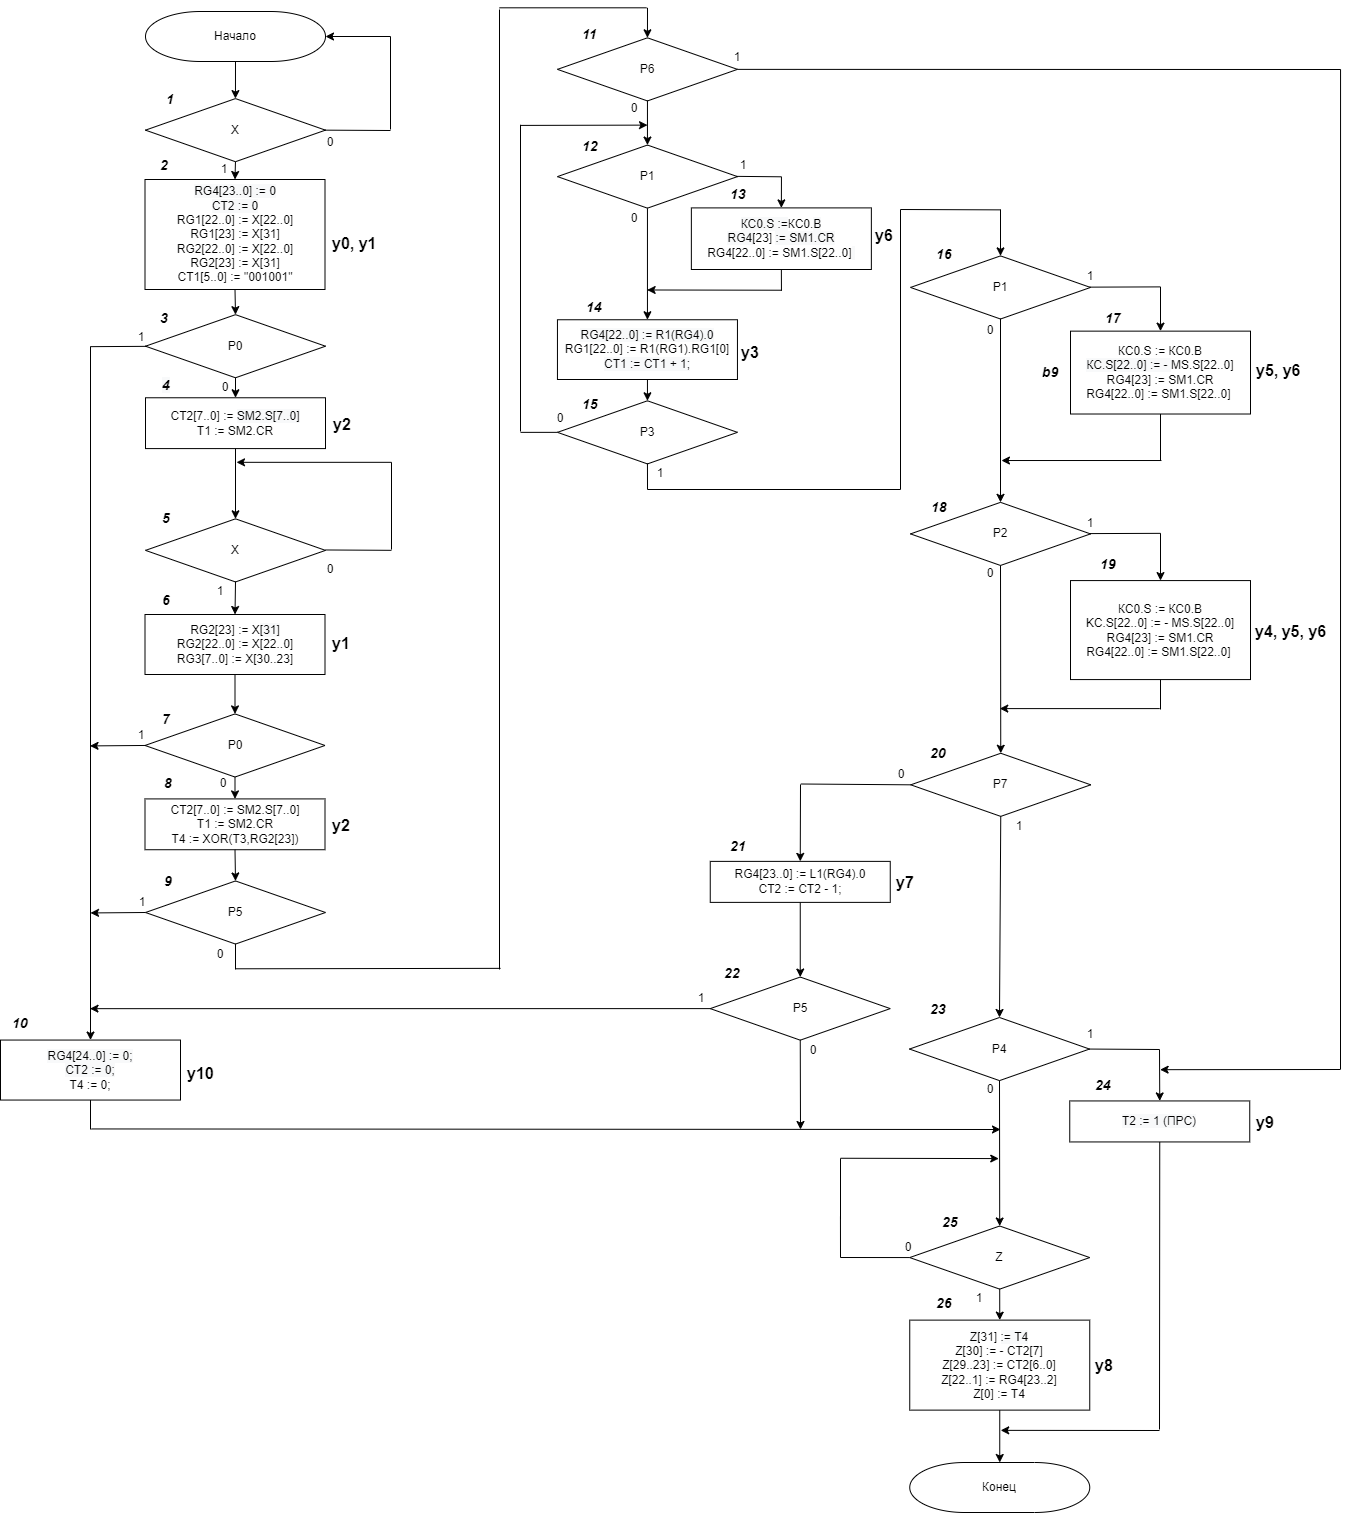 Начало
1
X
0
1
2
RG4[23..0] := 0
CT2 := 0
RG1[22..0] := X[22..0]
RG1[23] := X[31]
RG2[22..0] := X[22..0]
RG2[23] := X[31]
CT1[5..0] := "001001"
y0, y1
3
1
P0
0
4
CT2[7..0] := SM2.S[7..0]
T1 := SM2.CR
y2
5
X
0
1
6
RG2[23] := X[31]
RG2[22..0] := X[22..0]
RG3[7..0] := X[30..23]
y1
7
1
P0
0
8
CT2[7..0] := SM2.S[7..0]
T1 := SM2.CR
T4 := XOR(T3,RG2[23])
y2
9
1
P5
0
10
RG4[24..0] := 0;
CT2 := 0;
T4 := 0;
y10
11
P6
1
0
12
P1
1
0
13
КС0.S :=КС0.B
RG4[23] := SM1.CR
RG4[22..0] := SM1.S[22..0]
y6
14
RG4[22..0] := R1(RG4).0
RG1[22..0] := R1(RG1).RG1[0]
CT1 := CT1 + 1;
y3
15
0
P3
1
16
P1
1
0
17
b9
КС0.S := КС0.B
КС.S[22..0] := - MS.S[22..0]
RG4[23] := SM1.CR
RG4[22..0] := SM1.S[22..0]
y5, y6
18
P2
1
0
19
КС0.S := КС0.B
КС.S[22..0] := - MS.S[22..0]
RG4[23] := SM1.CR
RG4[22..0] := SM1.S[22..0]
y4, y5, y6
20
0
P7
1
21
RG4[23..0] := L1(RG4).0
CT2 := CT2 - 1;
y7
22
1
P5
0
23
P4
1
0
24
T2 := 1 (ПРС)
y9
25
0
Z
1
26
Z[31] := T4
Z[30] := - CT2[7]
Z[29..23] := CT2[6..0]
Z[22..1] := RG4[23..2]
Z[0] := T4
y8
Конец